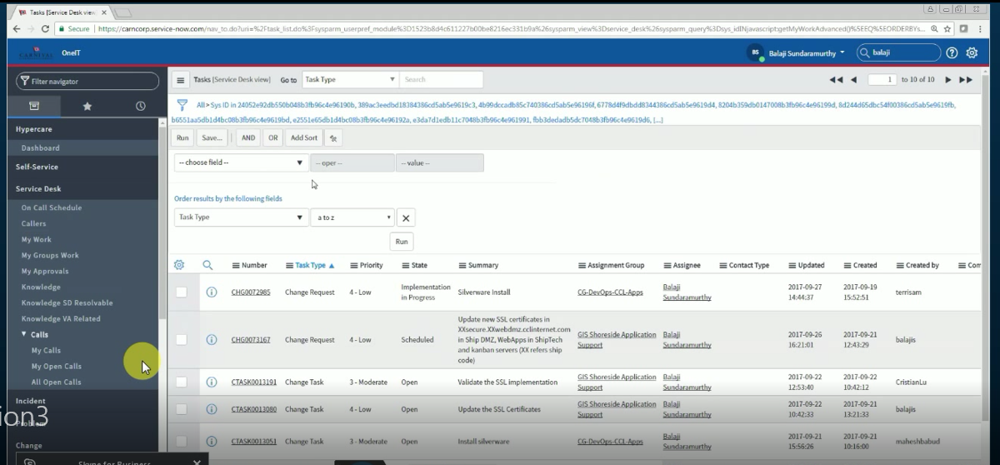 Tasks [Service Desk view]
Secure
https://carncorp.service-now.com/nav_to.do?uri=%2Ftask_list.do%3Fsysparm_userpref_module%3D1523b8d4c611227b00be8216ec331b9a%26sysparm_view%3Dservice_desk%26sysparm_query%3Dsys_idINjavascript:getMyWorkAdvanced()%5EEQ%5EORDERBYs...
CARNIVAL OneIT
BS Balaji Sundaramurthy
balaji
Filter navigator
Tasks [Service Desk view] Go to Task Type Search
1 to 10 of 10
All > Sys ID in 24052e92db550b048b3fb96c4e96190b, 389ac3eedbd18384386cd5ab5e9619c3, 4b99dccadb85c740386cd5ab5e96196f, 6778d4f9dbdd8344386cd5ab5e9619d4, 8204b359db0147008b3fb96c4e96199d, 8d244d65dbc54f00386cd5ab5e9619fb,
b6551aa5db1d4bc08b3fb96c4e9619bd, e2551e65db1d4bc08b3fb96c4e96192a, e3da7d1edb11c7048b3fb96c4e961991, fbb3dedadb5dc7048b3fb96c4e9619d6, [...]
Run Save... AND OR Add Sort
-- choose field -- -- oper -- -- value --
Order results by the following fields
Task Type a to z
Run
Hypercare
Dashboard
Self-Service
Service Desk
On Call Schedule
Callers
My Work
My Groups Work
My Approvals
Knowledge
Knowledge SD Resolvable
Knowledge VA Related
Calls
My Calls
My Open Calls
All Open Calls
Incident
Problem
Change
ion3
Skype for Business
Number Task Type Priority State Summary Assignment Group Assignee Contact Type Updated Created Created by Com
CHG0072985 Change Request 4 - Low Implementation in Progress Silverware Install CG-DevOps-CCL-Apps Balaji Sundaramurthy 2017-09-27 14:44:37 2017-09-19 15:52:51 terrisam
CHG0073167 Change Request 4 - Low Scheduled Update new SSL certificates in XXsecure.XXwebdmz.cclinternet.com in Ship DMZ, WebApps in ShipTech and kanban servers (XX refers ship code) GIS Shoreside Application Support Balaji Sundaramurthy 2017-09-26 16:21:01 2017-09-21 12:43:29 balajis
CTASK0013191 Change Task 3 - Moderate Open Validate the SSL implementation GIS Shoreside Application Support Balaji Sundaramurthy 2017-09-22 12:53:40 2017-09-22 10:42:12 CristianLu
CTASK0013080 Change Task 4 - Low Open Update the SSL Certificates GIS Shoreside Application Support Balaji Sundaramurthy 2017-09-22 10:42:33 2017-09-21 13:21:33 balajis
CTASK0013051 Change Task 3 - Moderate Open Install silverware CG-DevOps-CCL-Apps Balaji Sundaramurthy 2017-09-21 15:56:26 2017-09-21 10:16:00 maheshbabud